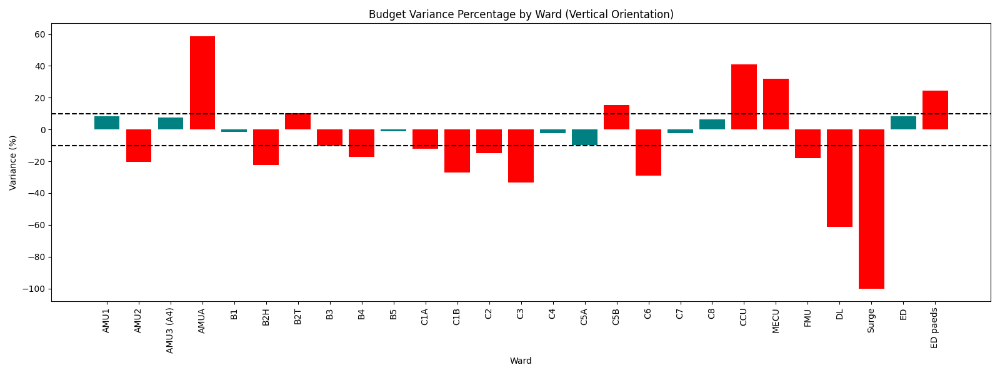 Budget Variance Percentage by Ward (Vertical Orientation)
Variance (%)
60
40
20
0
−20
−40
−60
−80
−100
AMU1
AMU2
AMU3 (A4)
AMUA
B1
B2H
B2T
B3
B4
B5
C1A
C1B
C2
C3
C4
C5A
C5B
C6
C7
C8
CCU
MECU
FMU
DL
Surge
ED
ED paeds
Ward